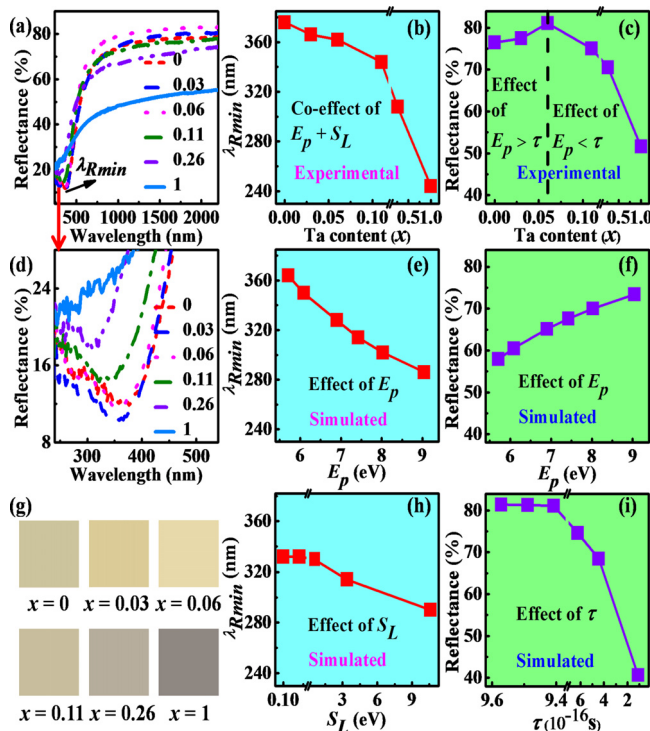 (a)
Reflectance (%)
80
60
40
20
0
0.03
0.06
0.11
0.26
1
λRmin
500 1000 1500 2000
Wavelength (nm)
(b)
λRmin (nm)
360
320
280
240
Co-effect of
Ep + SL
Experimental
0.00 0.05 0.10 0.5 1.0
Ta content (x)
(c)
Reflectance (%)
80
70
60
50
40
Effect of Ep > τ
Effect of Ep < τ
Experimental
0.00 0.05 0.10 0.5 1.0
Ta content (x)
(d)
Reflectance (%)
24
16
8
0
0.03
0.06
0.11
0.26
1
300 400 500
Wavelength (nm)
(e)
λRmin (nm)
360
320
280
240
Effect of Ep
Simulated
6 7 8 9
Ep (eV)
(f)
Reflectance (%)
80
70
60
50
40
Effect of Ep
Simulated
6 7 8 9
Ep (eV)
(g)
x = 0 x = 0.03 x = 0.06
x = 0.11 x = 0.26 x = 1
(h)
λRmin (nm)
360
320
280
240
Effect of SL
Simulated
0.10 3 6 9
SL (eV)
(i)
Reflectance (%)
80
70
60
50
40
Effect of τ
Simulated
9.6 9.4 6 4 2
τ(10⁻¹⁶s)